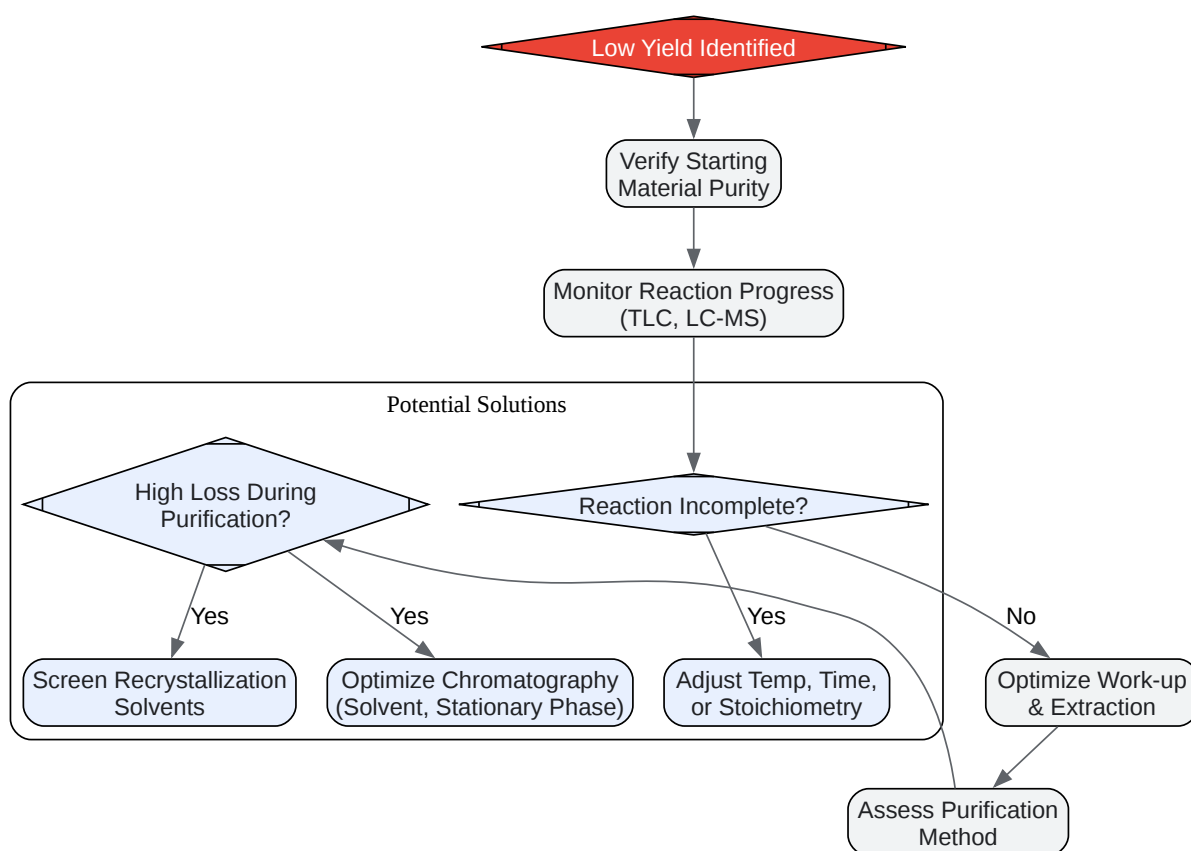 Low Yield Identified
Verify Starting
Material Purity
Monitor Reaction Progress
(TLC, LC-MS)
Potential Solutions
High Loss During
Purification?
Reaction Incomplete?
Yes
Yes
Yes
No
Screen Recrystallization
Solvents
Optimize Chromatography
(Solvent, Stationary Phase)
Adjust Temp, Time,
or Stoichiometry
Optimize Work-up
& Extraction
Assess Purification
Method